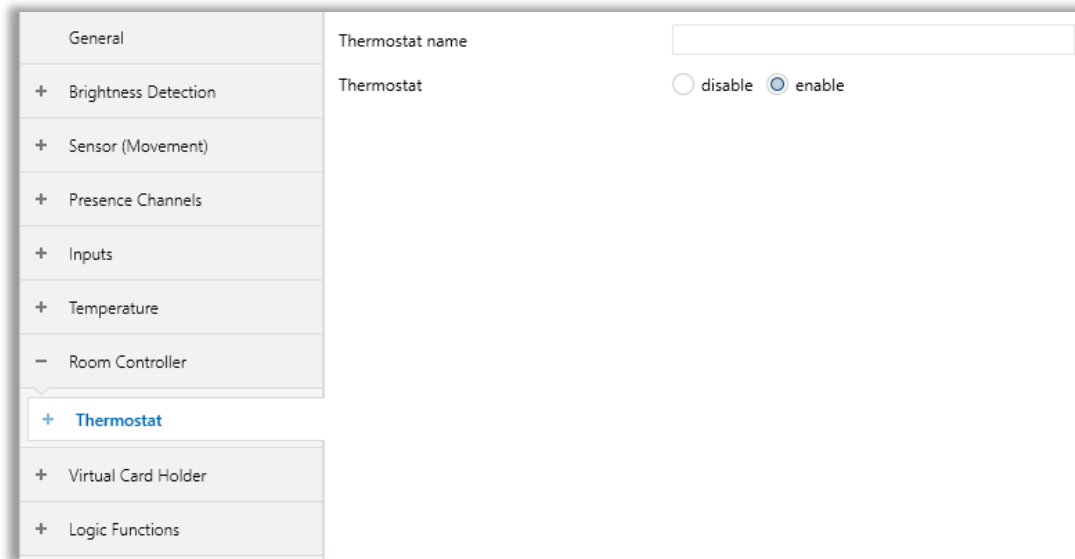 General
Brightness Detection
Sensor (Movement)
Presence Channels
Inputs
Temperature
Room Controller
Thermostat
Virtual Card Holder
Logic Functions
Thermostat name
Thermostat disable enable